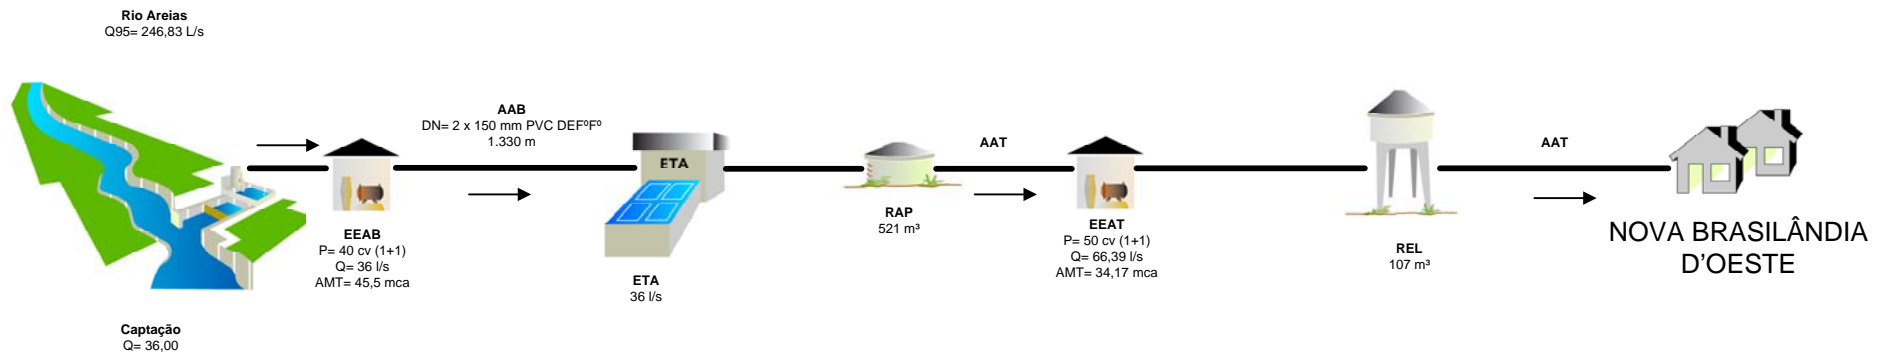 Rio Areias
Q95= 246,83 L/s
AAB
DN= 2 x 150 mm PVC DEFºFº
1.330 m
EEAB
P= 40 cv (1+1)
Q= 36 l/s
AMT= 45,5 mca
ETA
ETA
36 l/s
RAP
521 m³
AAT
EEAT
P= 50 cv (1+1)
Q= 66,39 l/s
AMT= 34,17 mca
REL
107 m³
AAT
NOVA BRASILÂNDIA
D'OESTE
Captação
Q= 36,00